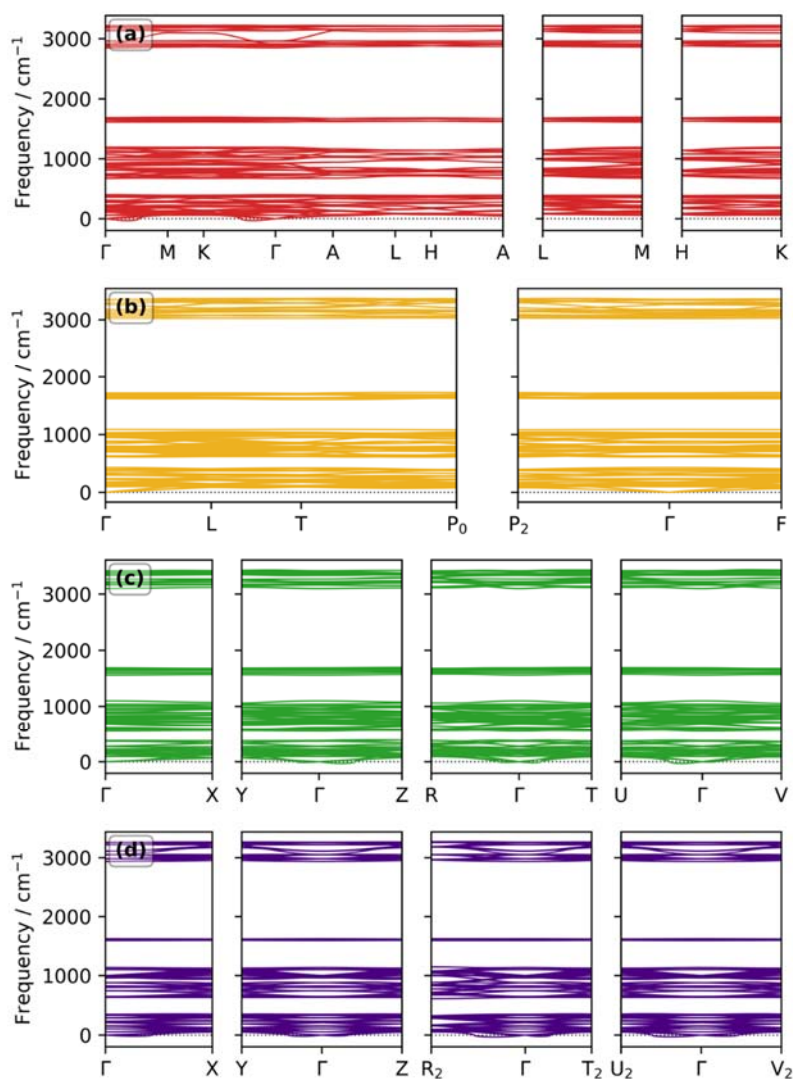 (a)
Frequency / cm⁻¹
3000
2000
1000
0
Γ M K Γ A L H A
L M
H K
(b)
Frequency / cm⁻¹
3000
2000
1000
0
Γ L T P₀
P₂ Γ F
(c)
Frequency / cm⁻¹
3000
2000
1000
0
Γ X
Y Γ Z
R Γ T
U Γ V
(d)
Frequency / cm⁻¹
3000
2000
1000
0
Γ X
Y Γ Z
R₂ Γ T₂
U₂ Γ V₂